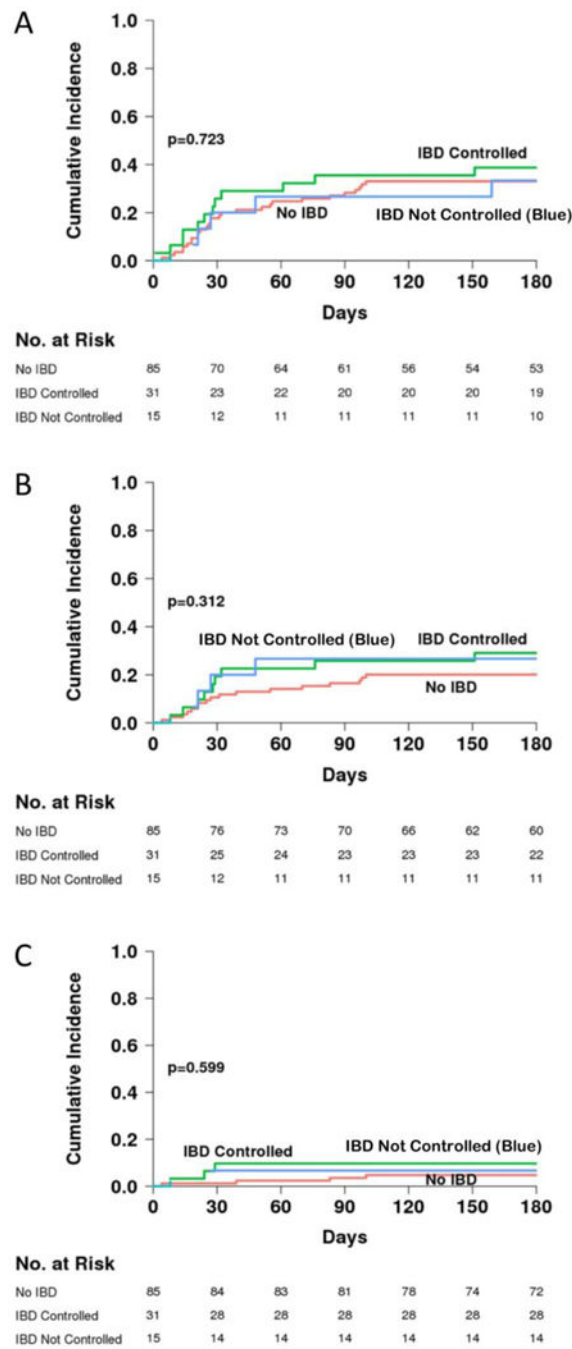 A
1.0
0.8
0.6
0.4
0.2
0.0
Cumulative Incidence
p=0.723
IBD Controlled
No IBD
IBD Not Controlled (Blue)
0 30 60 90 120 150 180
Days
No. at Risk
No IBD 85 70 64 61 56 54 53
IBD Controlled 31 23 22 20 20 20 19
IBD Not Controlled 15 12 11 11 11 11 10
B
1.0
0.8
0.6
0.4
0.2
0.0
Cumulative Incidence
p=0.312
IBD Not Controlled (Blue)
IBD Controlled
No IBD
0 30 60 90 120 150 180
Days
No. at Risk
No IBD 85 76 73 70 66 62 60
IBD Controlled 31 25 24 23 23 23 22
IBD Not Controlled 15 12 11 11 11 11 11
C
1.0
0.8
0.6
0.4
0.2
0.0
Cumulative Incidence
p=0.599
IBD Controlled
IBD Not Controlled (Blue)
No IBD
0 30 60 90 120 150 180
Days
No. at Risk
No IBD 85 84 83 81 78 74 72
IBD Controlled 31 28 28 28 28 28 28
IBD Not Controlled 15 14 14 14 14 14 14